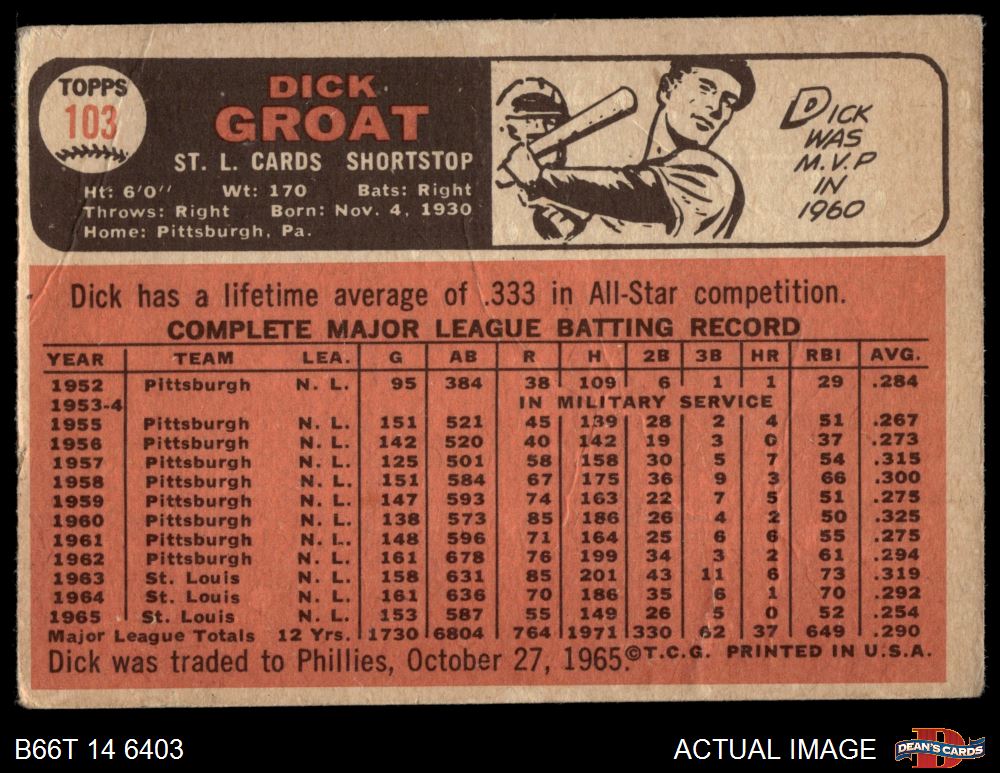 TOPPS
103
DICK
GROAT
ST. L. CARDS SHORTSTOP
Ht: 6'0'' Wt: 170 Bats: Right
Throws: Right Born: Nov. 4, 1930
Home: Pittsburgh, Pa.
DICK
WAS
M.V.P
IN
1960
Dick has a lifetime average of .333 in All-Star competition.
COMPLETE MAJOR LEAGUE BATTING RECORD
YEAR TEAM LEA. G AB R H 2B 3B HR RBI AVG.
1952 Pittsburgh N. L. 95 384 38 109 6 1 1 29 .284
1953-4 IN MILITARY SERVICE
1955 Pittsburgh N. L. 151 521 45 139 28 2 4 51 .267
1956 Pittsburgh N. L. 142 520 40 142 19 3 0 37 .273
1957 Pittsburgh N. L. 125 501 58 158 30 5 7 54 .315
1958 Pittsburgh N. L. 151 584 67 175 36 9 3 66 .300
1959 Pittsburgh N. L. 147 593 74 163 22 7 5 51 .275
1960 Pittsburgh N. L. 138 573 85 186 26 4 2 50 .325
1961 Pittsburgh N. L. 148 596 71 164 25 6 6 55 .275
1962 Pittsburgh N. L. 161 678 76 199 34 3 2 61 .294
1963 St. Louis N. L. 158 631 85 201 43 11 6 73 .319
1964 St. Louis N. L. 161 636 70 186 35 6 1 70 .292
1965 St. Louis N. L. 153 587 55 149 26 5 0 52 .254
Major League Totals 12 Yrs. 1730 6804 764 1971 330 62 37 649 .290
Dick was traded to Phillies, October 27, 1965. ©T.C.G. PRINTED IN U.S.A.
B66T 14 6403
ACTUAL IMAGE
D
DEAN'S CARDS